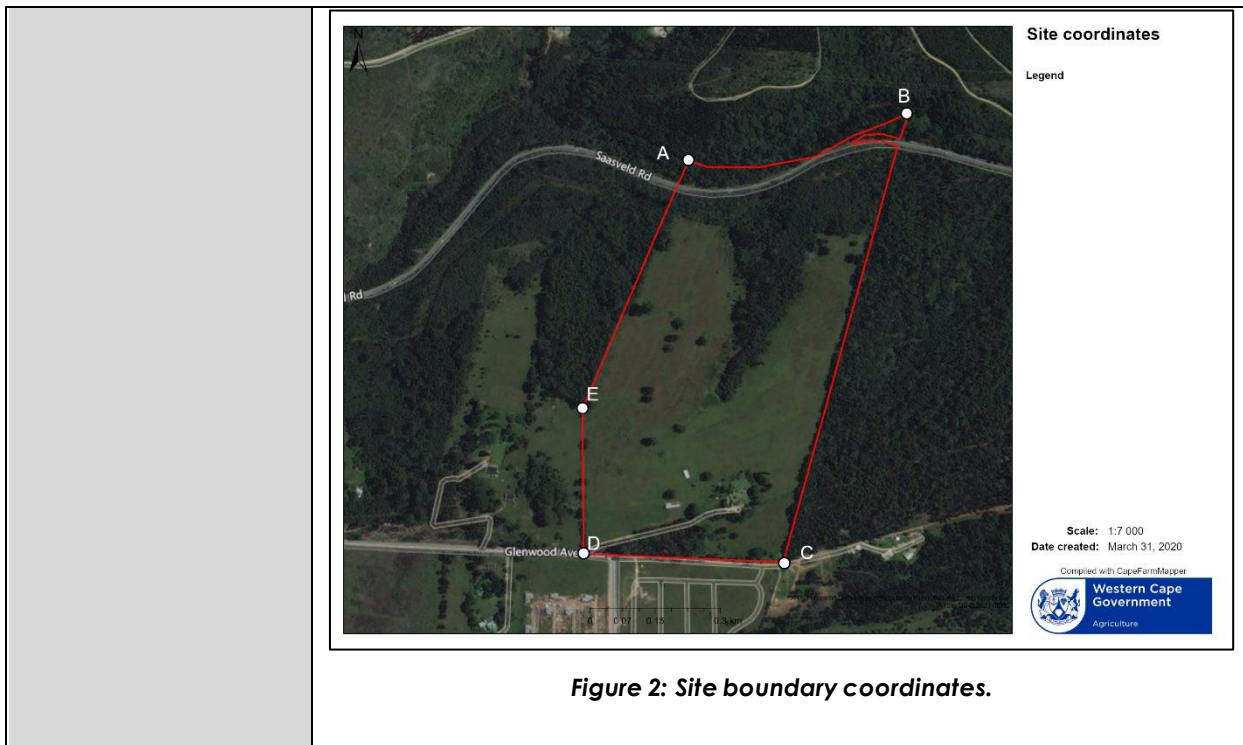 Site coordinates
Legend
N
B
A
Saasveld Rd
l Rd
E
D
Glenwood Ave
C
0 0.07 0.15 0.3 km
Scale: 1:7 000
Date created: March 31, 2020
Compiled with CapeFarmMapper
Western Cape
Government
Agriculture
Figure 2: Site boundary coordinates.